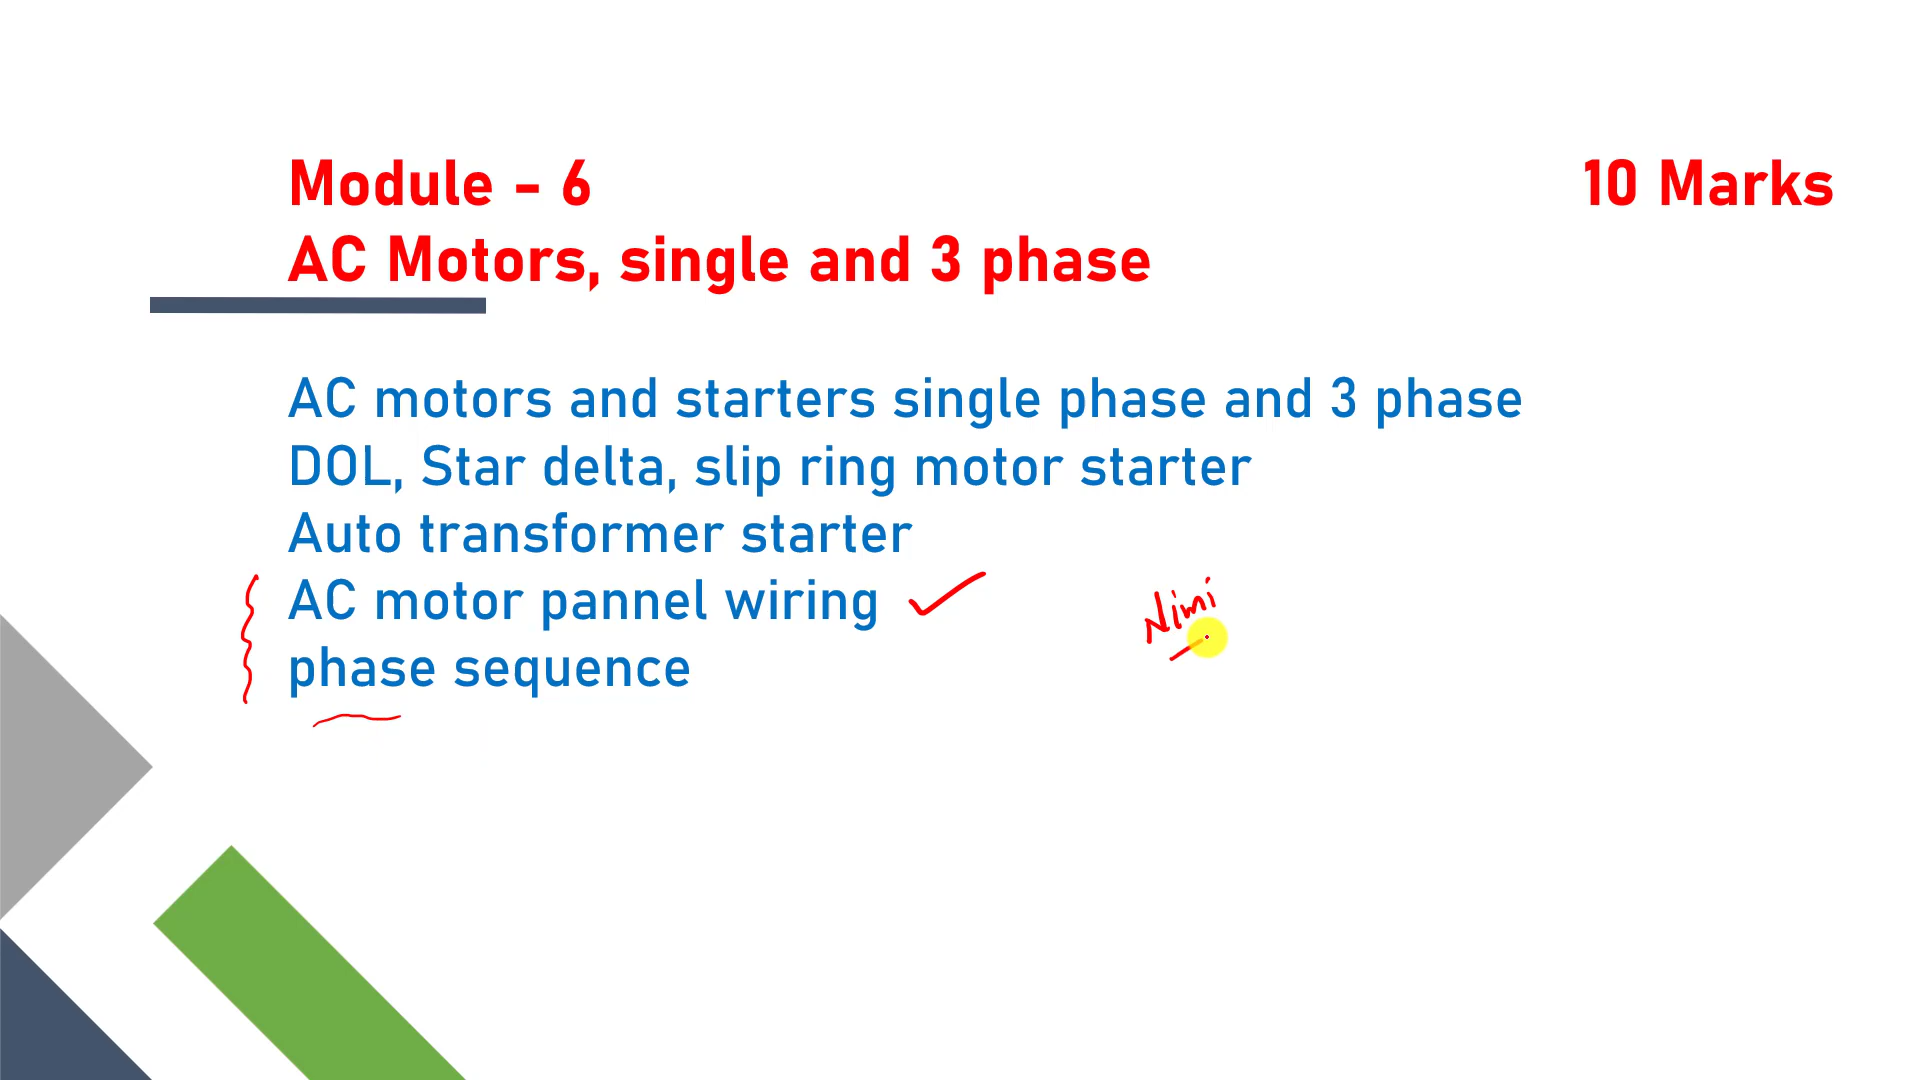 Module - 6
10 Marks
AC Motors, single and 3 phase
AC motors and starters single phase and 3 phase
DOL, Star delta, slip ring motor starter
Auto transformer starter
AC motor pannel wiring
Nimi
phase sequence